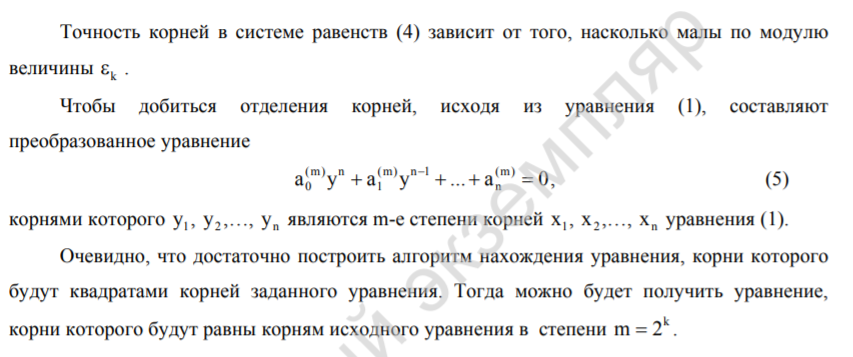 Точность корней в системе равенств (4) зависит от того, насколько малы по модулю
величины ε_k .
Чтобы добиться отделения корней, исходя из уравнения (1), составляют
преобразованное уравнение
a_0^(m) y^n + a_1^(m) y^(n−1) + ... + a_n^(m) = 0, (5)
корнями которого y_1, y_2,..., y_n являются m-е степени корней x_1, x_2,..., x_n уравнения (1).
Очевидно, что достаточно построить алгоритм нахождения уравнения, корни которого
будут квадратами корней заданного уравнения. Тогда можно будет получить уравнение,
корни которого будут равны корням исходного уравнения в степени m = 2^k .
экземпляр